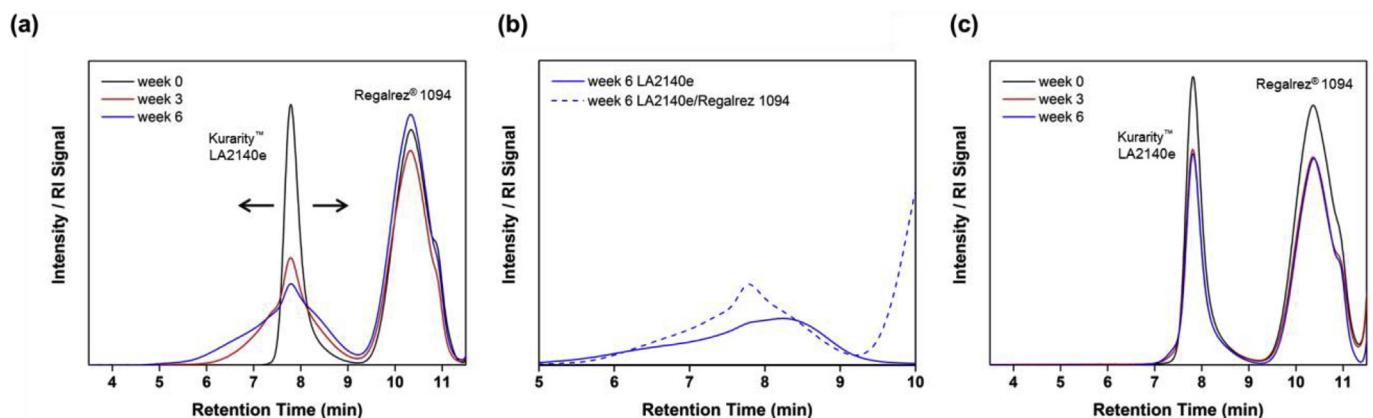 (a)
week 0
week 3
week 6
Regalrez® 1094
Kurarity™
LA2140e
Intensity / RI Signal
4 5 6 7 8 9 10 11
Retention Time (min)
(b)
week 6 LA2140e
week 6 LA2140e/Regalrez 1094
Intensity / RI Signal
5 6 7 8 9 10
Retention Time (min)
(c)
week 0
week 3
week 6
Regalrez® 1094
Kurarity™
LA2140e
Intensity / RI Signal
4 5 6 7 8 9 10 11
Retention Time (min)